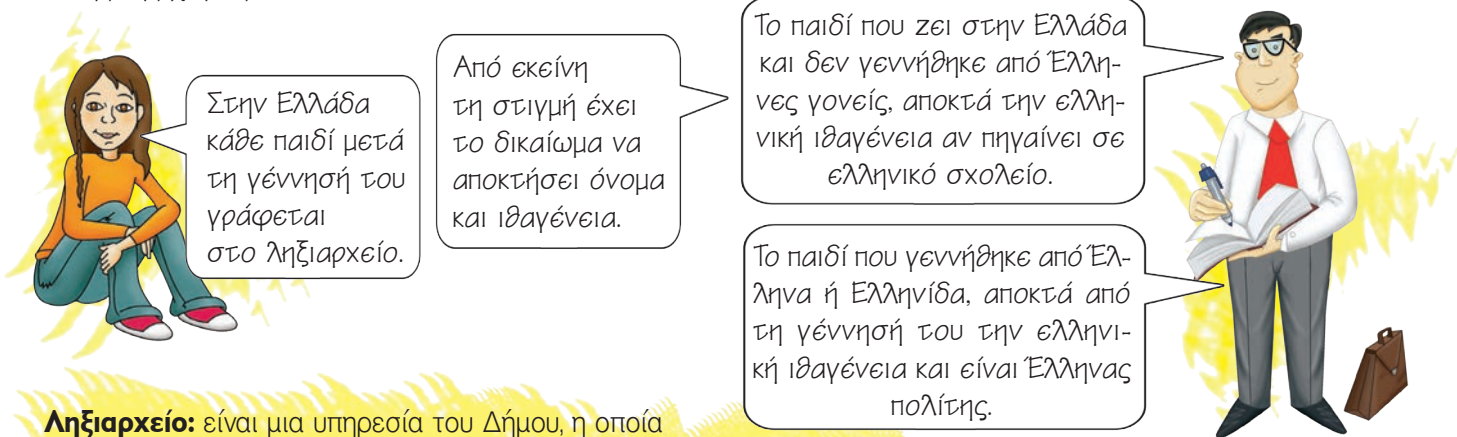 Στην Ελλάδα
κάθε παιδί μετά
τη γέννησή του
γράφεται
στο ληξιαρχείο.
Από εκείνη
τη στιγμή έχει
το δικαίωμα να
αποκτήσει όνομα
και ιθαγένεια.
Το παιδί που ζει στην Ελλάδα
και δεν γεννήθηκε από Έλλη-
νες γονείς, αποκτά την ελλη-
νική ιθαγένεια αν πηγαίνει σε
ελληνικό σχολείο.
Το παιδί που γεννήθηκε από Έλ-
ληνα ή Ελληνίδα, αποκτά από
τη γέννησή του την ελληνι-
κή ιθαγένεια και είναι Έλληνας
πολίτης.
Ληξιαρχείο: είναι μια υπηρεσία του Δήμου, η οποία